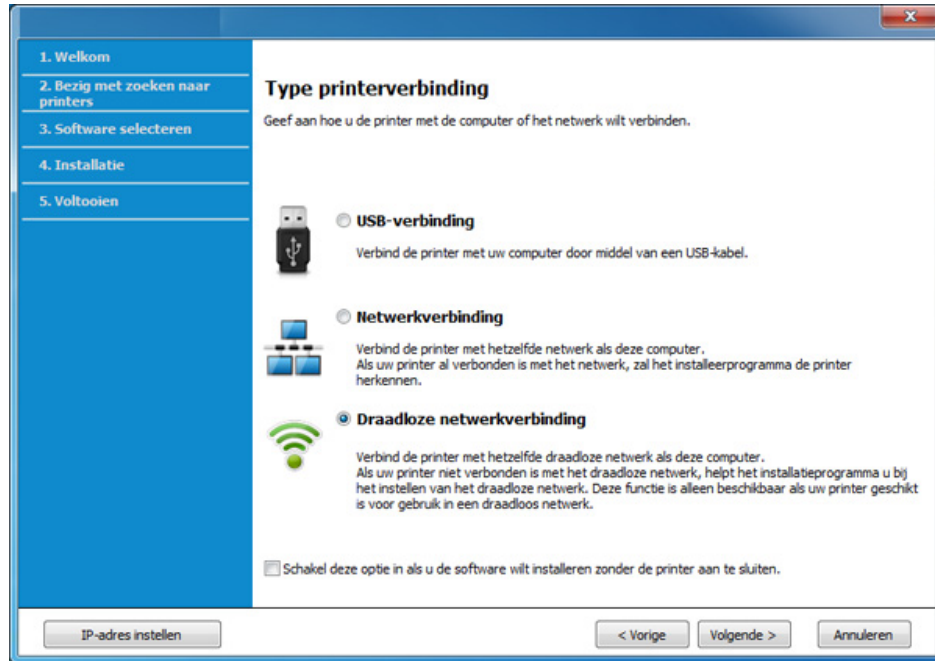 1. Welkom
2. Bezig met zoeken naar
printers
3. Software selecteren
4. Installatie
5. Voltooien
Type printerverbinding
Geef aan hoe u de printer met de computer of het netwerk wilt verbinden.
USB-verbinding
Verbind de printer met uw computer door middel van een USB-kabel.
Netwerkverbinding
Verbind de printer met hetzelfde netwerk als deze computer.
Als uw printer al verbonden is met het netwerk, zal het installeerprogramma de printer
herkennen.
Draadloze netwerkverbinding
Verbind de printer met hetzelfde draadloze netwerk als deze computer.
Als uw printer niet verbonden is met het draadloze netwerk, helpt het installatieprogramma u bij
het instellen van het draadloze netwerk. Deze functie is alleen beschikbaar als uw printer geschikt
is voor gebruik in een draadloos netwerk.
Schakel deze optie in als u de software wilt installeren zonder de printer aan te sluiten.
IP-adres instellen
< Vorige
Volgende >
Annuleren